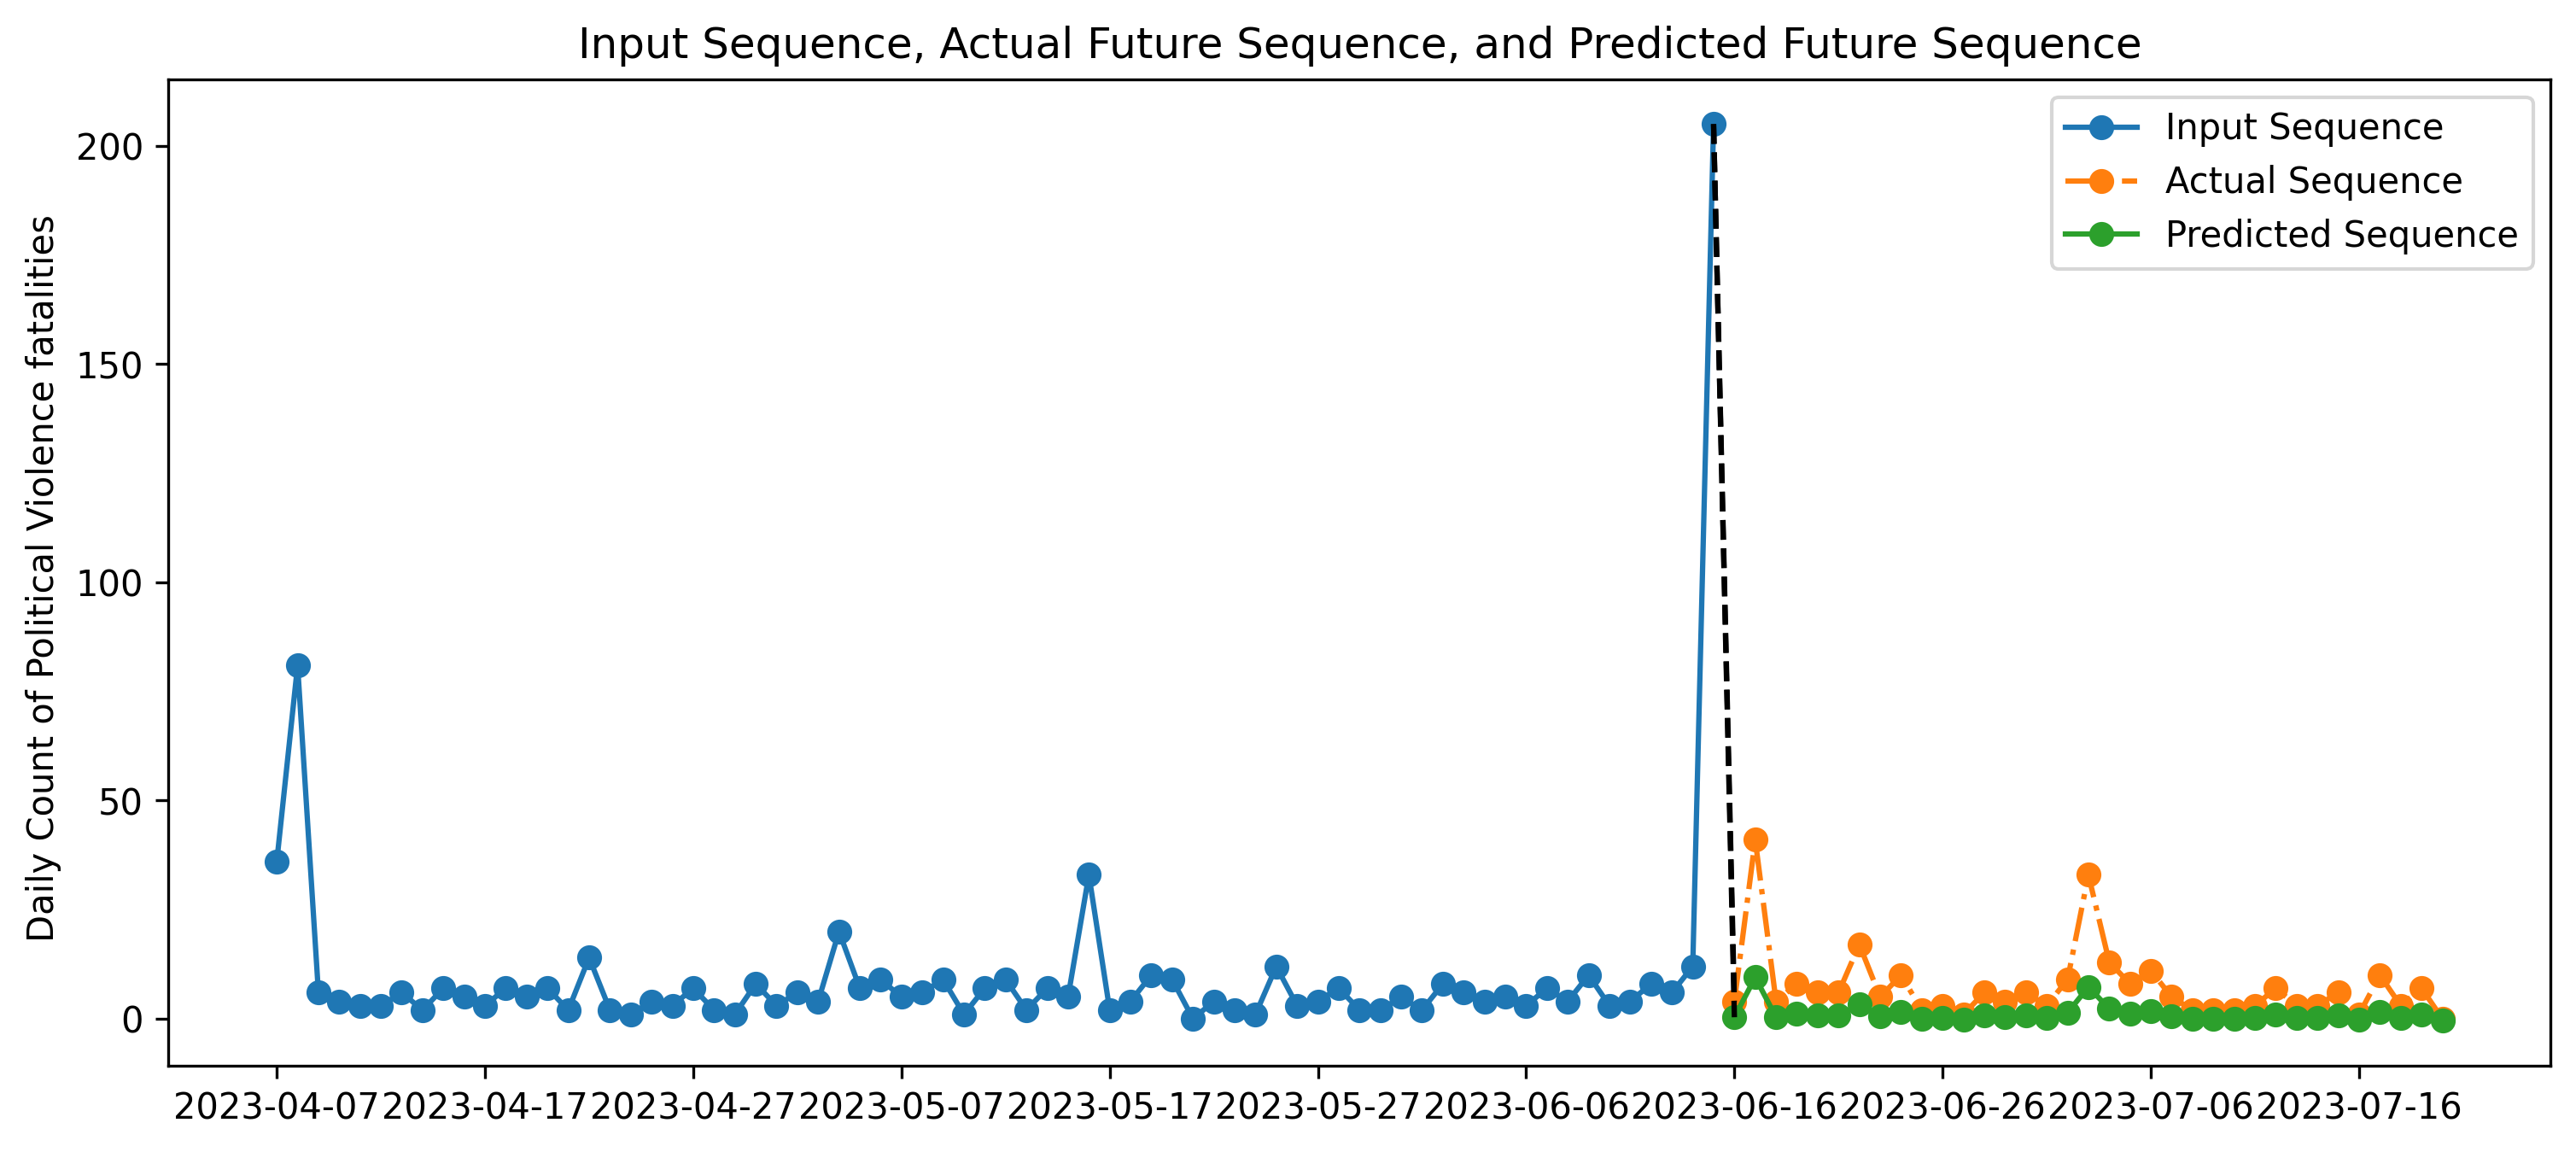 Input Sequence, Actual Future Sequence, and Predicted Future Sequence
Daily Count of Political Violence fatalities
200
150
100
50
0
Input Sequence
Actual Sequence
Predicted Sequence
2023-04-07 2023-04-17 2023-04-27 2023-05-07 2023-05-17 2023-05-27 2023-06-06 2023-06-16 2023-06-26 2023-07-06 2023-07-16